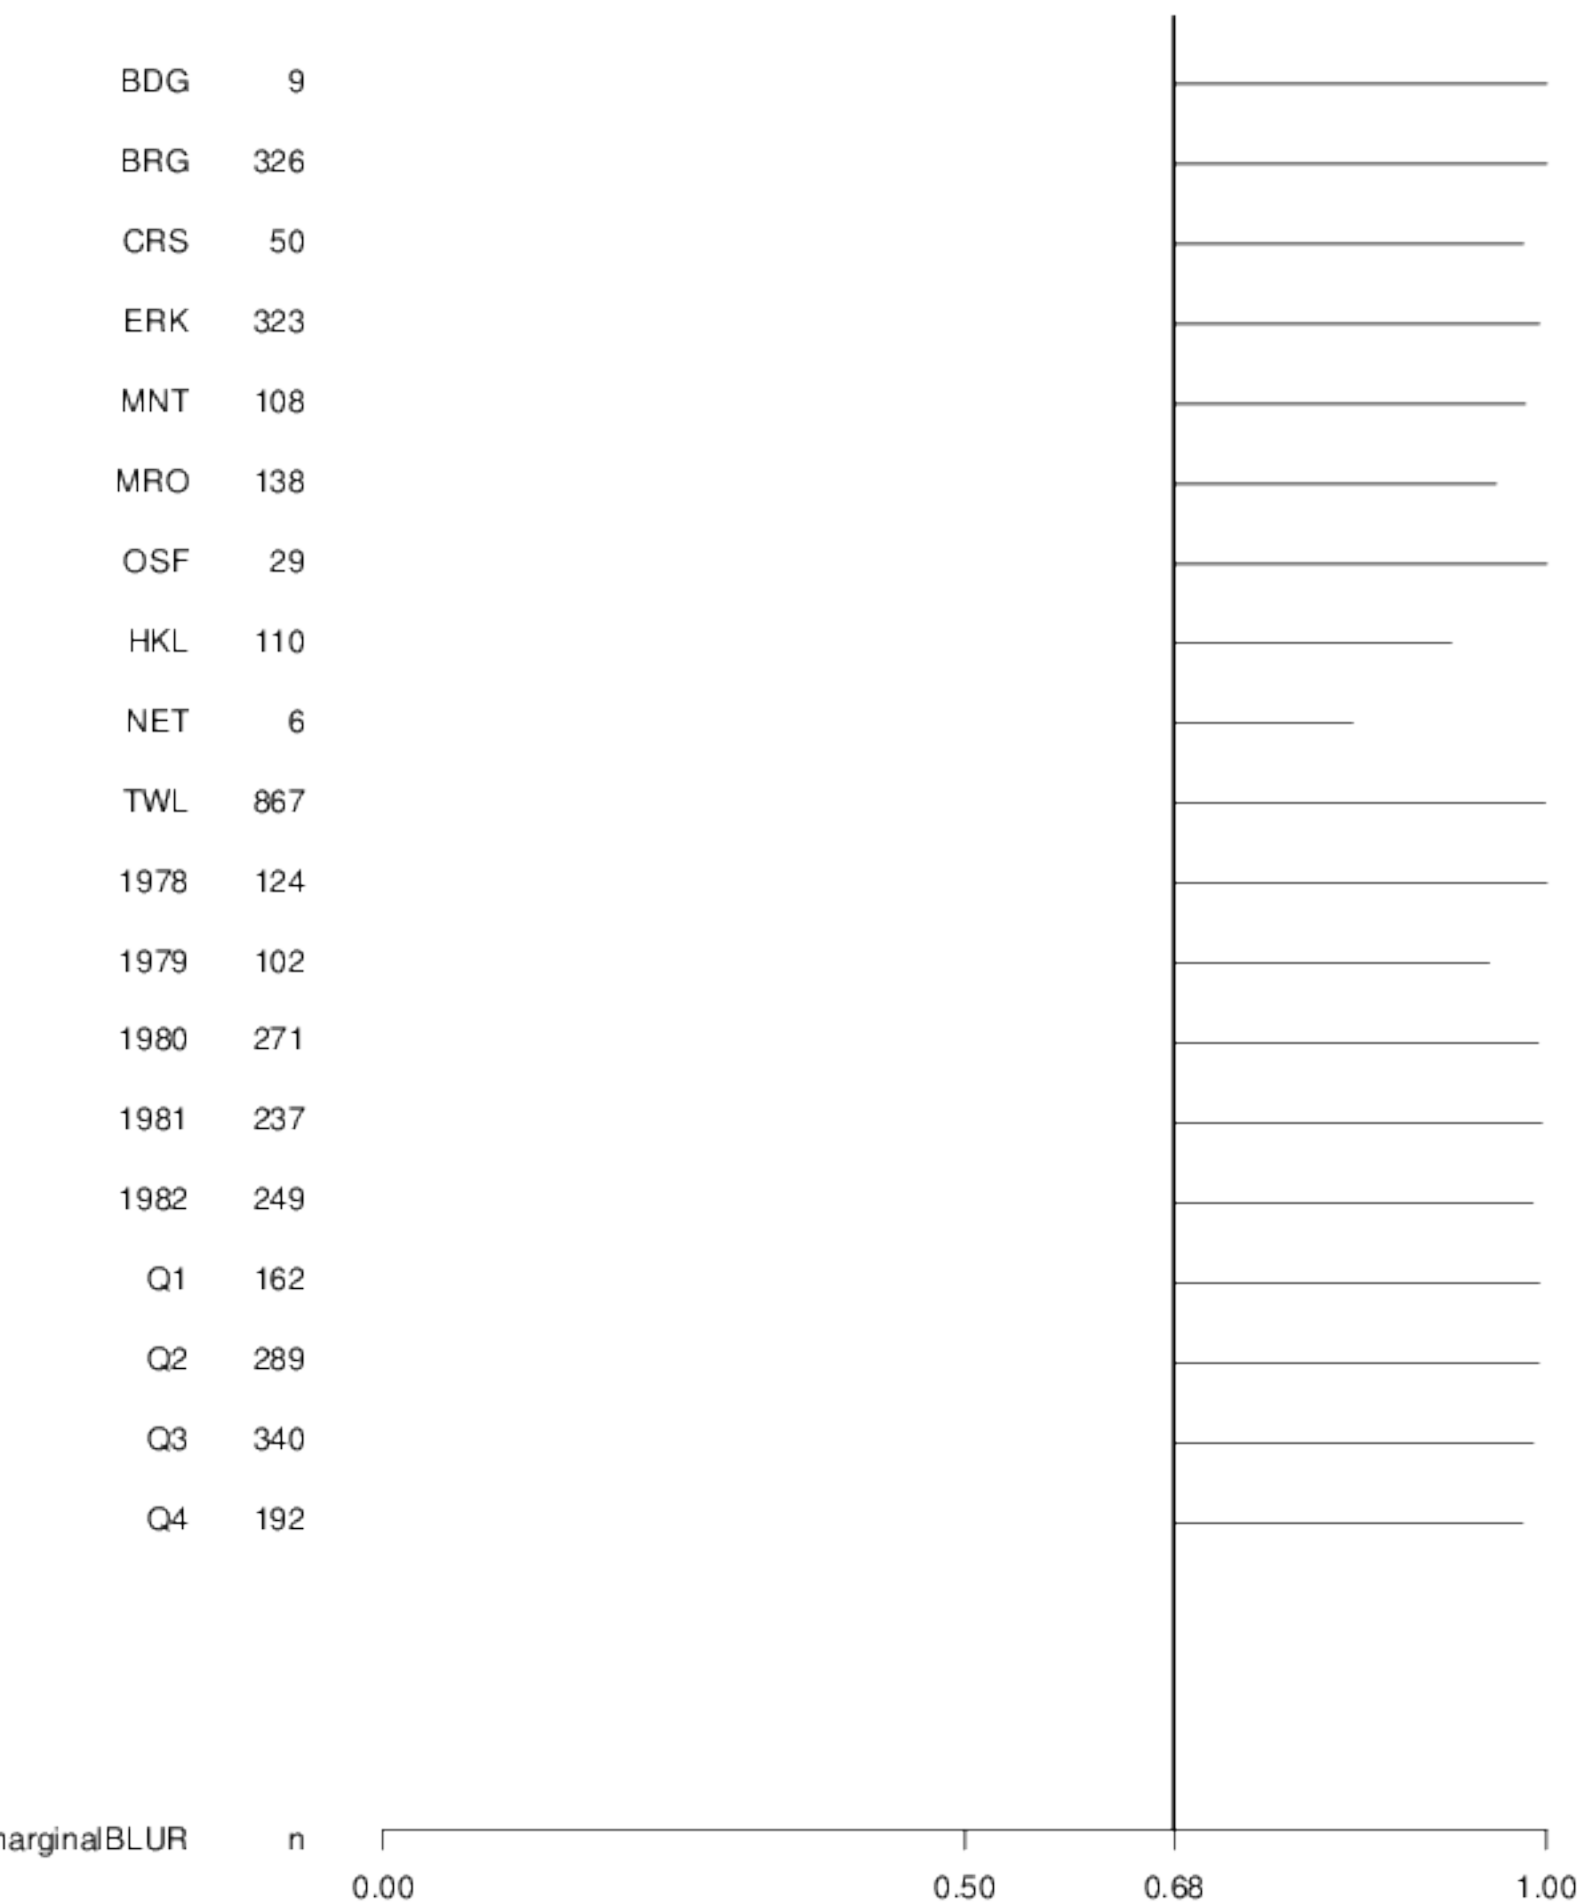 BDG 9
BRG 326
CRS 50
ERK 323
MNT 108
MRO 138
OSF 29
HKL 110
NET 6
TWL 867
1978 124
1979 102
1980 271
1981 237
1982 249
Q1 162
Q2 289
Q3 340
Q4 192
arginalBLUR n
0.00 0.50 0.68 1.00